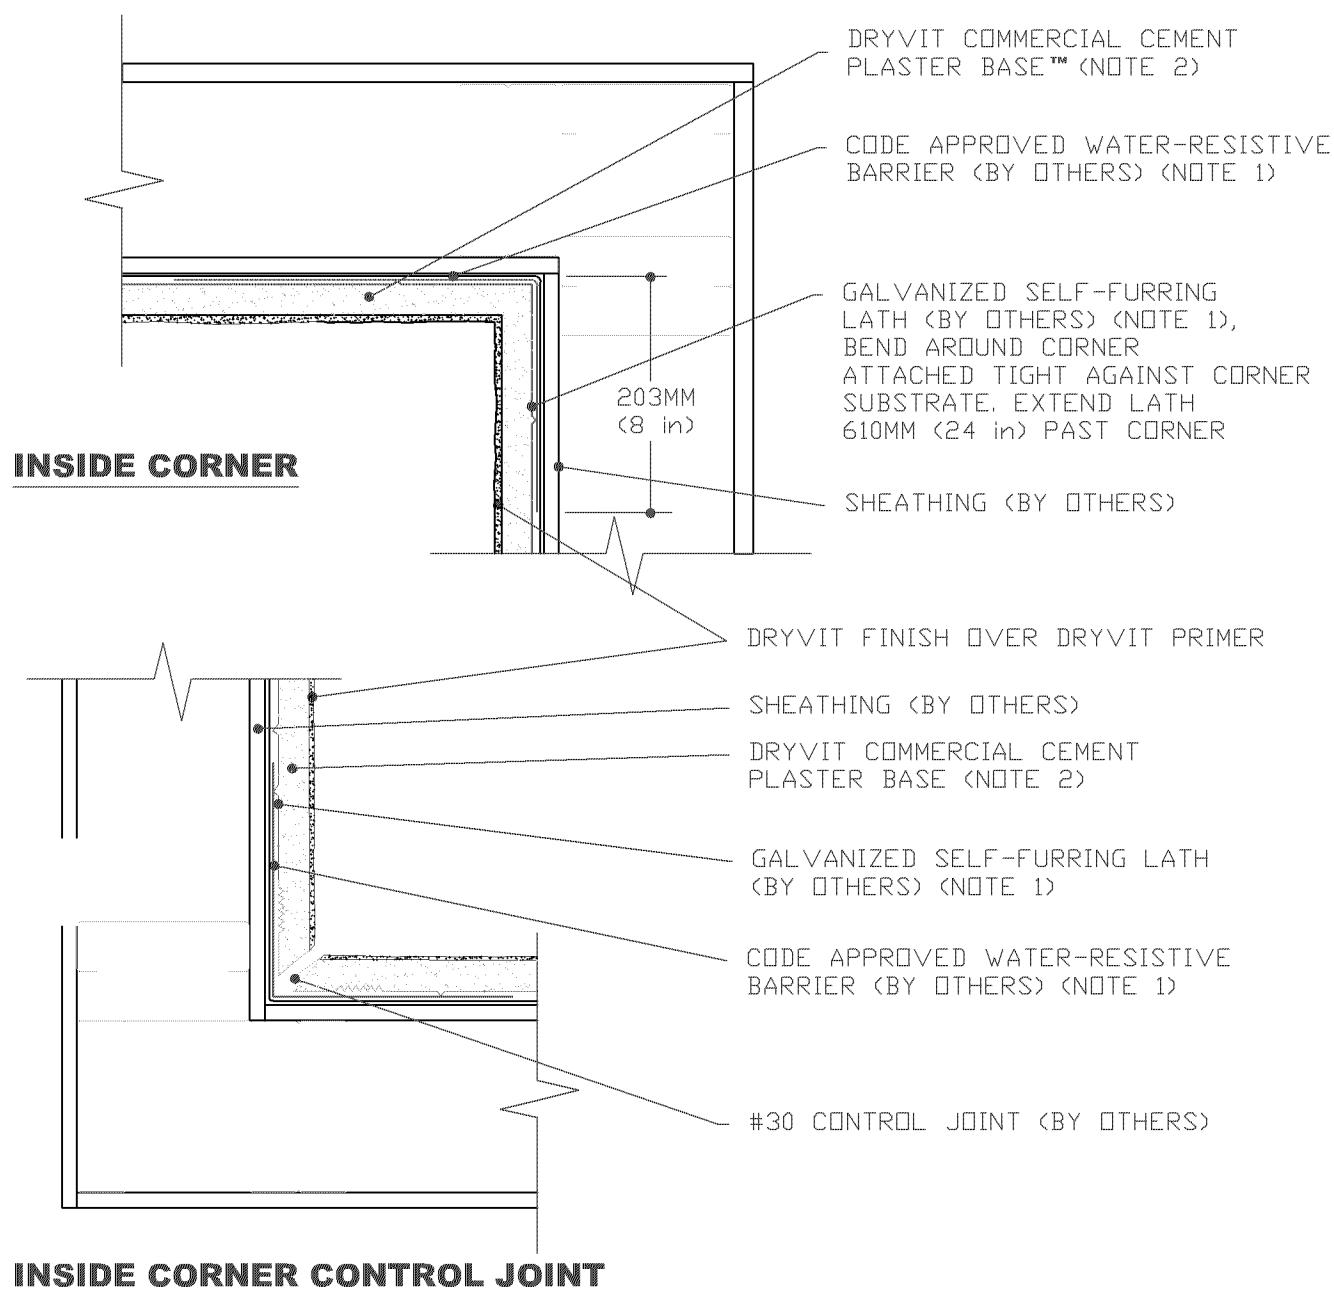 DRYVIT COMMERCIAL CEMENT
PLASTER BASE™ (NOTE 2)
CODE APPROVED WATER-RESISTIVE
BARRIER (BY OTHERS) (NOTE 1)
GALVANIZED SELF-FURRING
LATH (BY OTHERS) (NOTE 1),
BEND AROUND CORNER
ATTACHED TIGHT AGAINST CORNER
SUBSTRATE. EXTEND LATH
610MM (24 in) PAST CORNER
203MM
(8 in)
INSIDE CORNER
SHEATHING (BY OTHERS)
DRYVIT FINISH OVER DRYVIT PRIMER
SHEATHING (BY OTHERS)
DRYVIT COMMERCIAL CEMENT
PLASTER BASE (NOTE 2)
GALVANIZED SELF-FURRING LATH
(BY OTHERS) (NOTE 1)
CODE APPROVED WATER-RESISTIVE
BARRIER (BY OTHERS) (NOTE 1)
#30 CONTROL JOINT (BY OTHERS)
INSIDE CORNER CONTROL JOINT